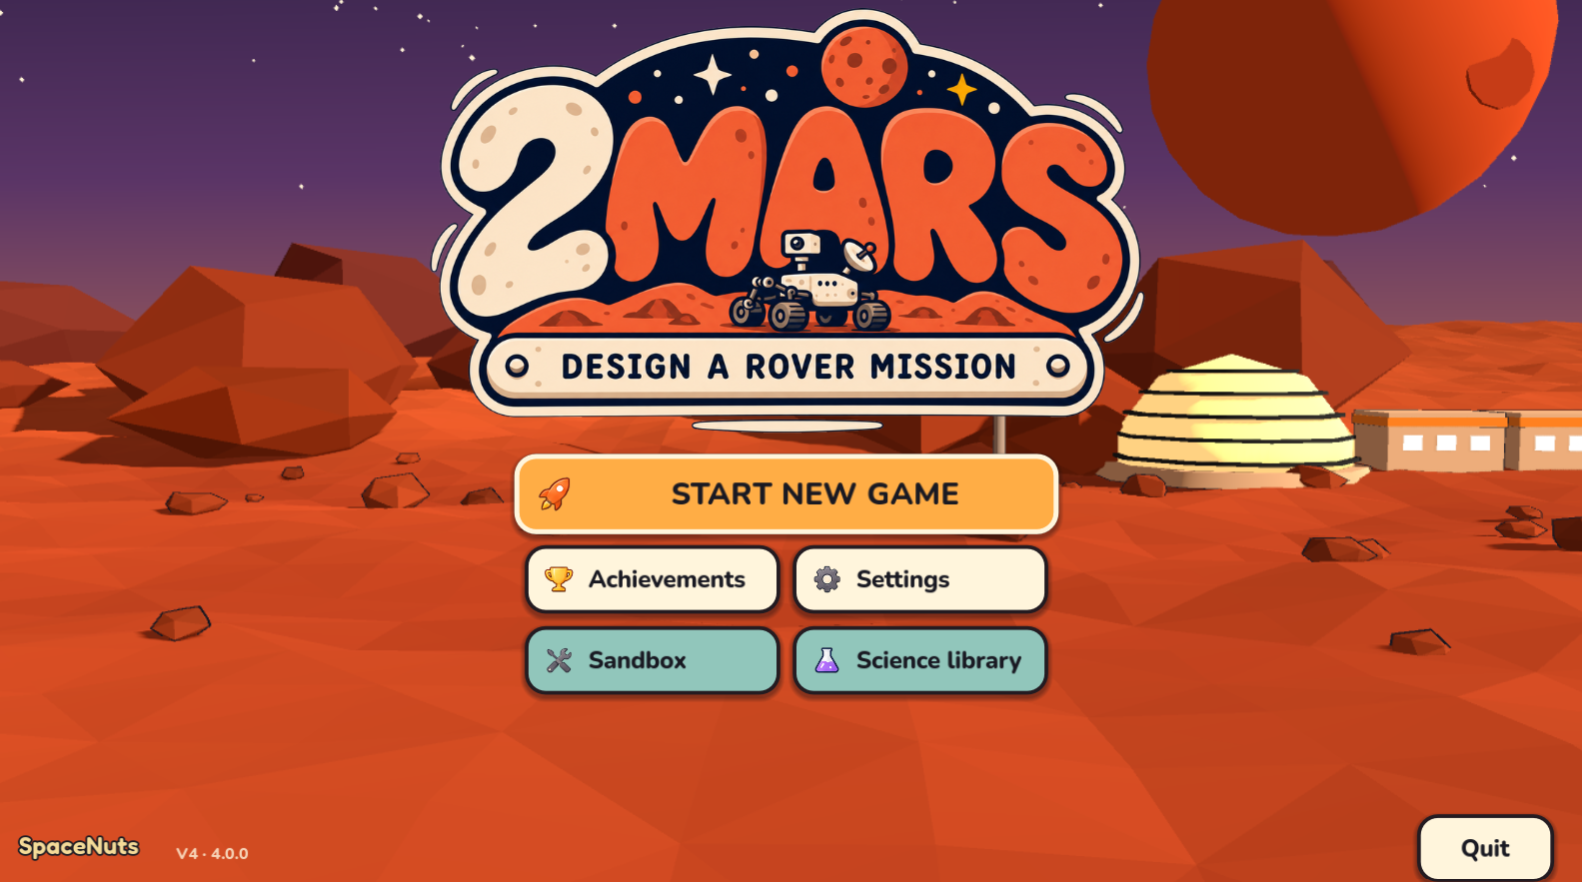 2MARS
DESIGN A ROVER MISSION
START NEW GAME
Achievements
Settings
Sandbox
Science library
SpaceNuts
V4 · 4.0.0
Quit